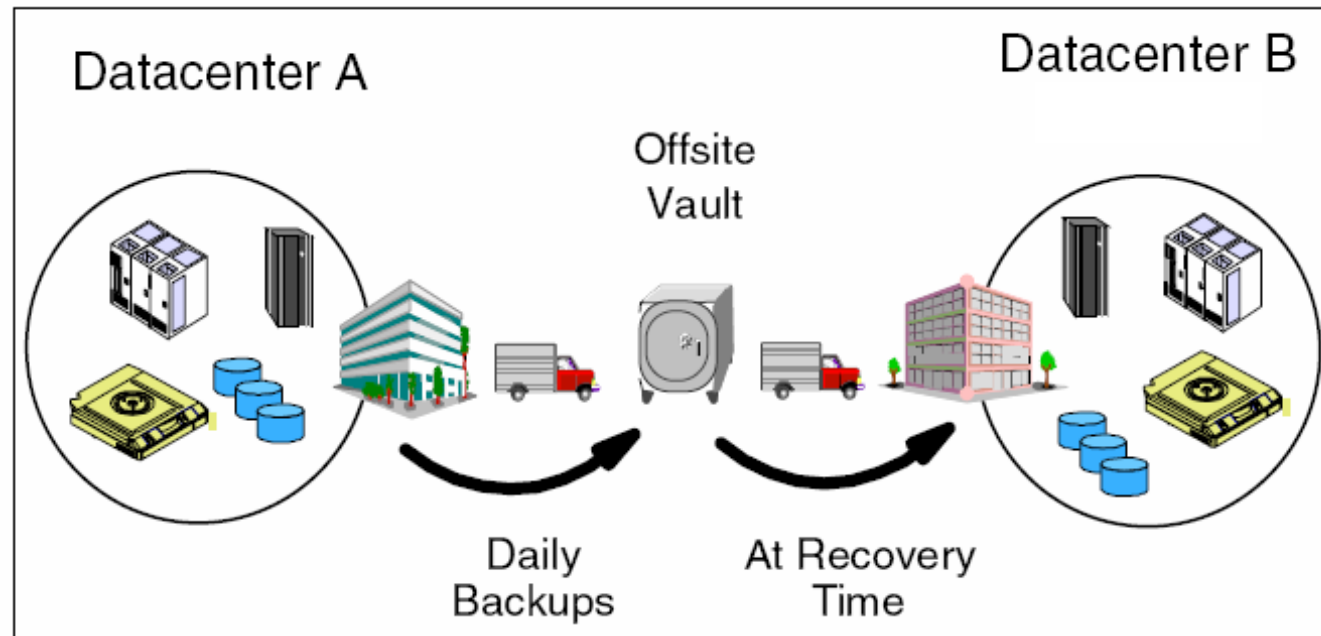 Datacenter A
Datacenter B
Offsite
Vault
Daily
Backups
At Recovery
Time